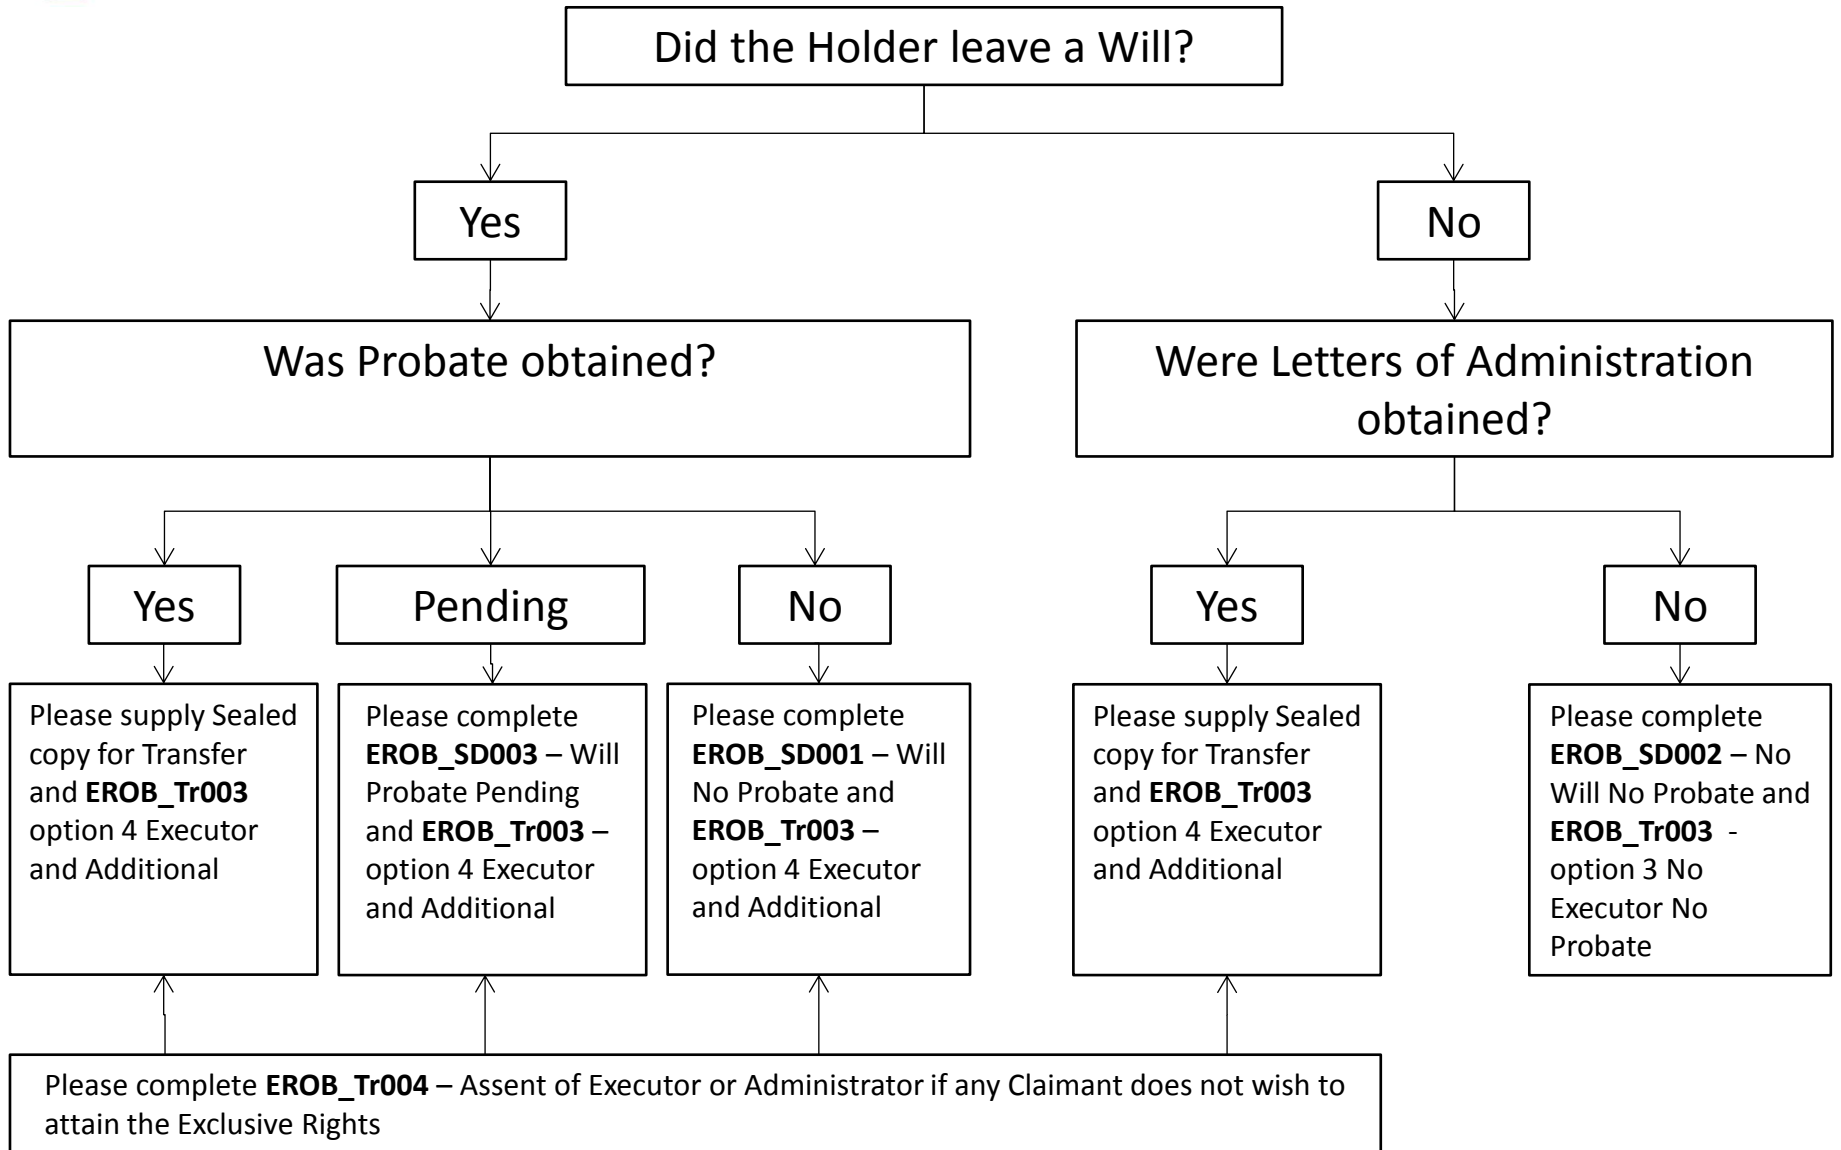 Did the Holder leave a Will?
Yes
No
Was Probate obtained?
Were Letters of Administration
obtained?
Yes
Pending
No
Yes
No
Please supply Sealed
copy for Transfer
and EROB_Tr003
option 4 Executor
and Additional
Please complete
EROB_SD003 – Will
Probate Pending
and EROB_Tr003 –
option 4 Executor
and Additional
Please complete
EROB_SD001 – Will
No Probate and
EROB_Tr003 –
option 4 Executor
and Additional
Please supply Sealed
copy for Transfer
and EROB_Tr003
option 4 Executor
and Additional
Please complete
EROB_SD002 – No
Will No Probate and
EROB_Tr003 -
option 3 No
Executor No
Probate
Please complete EROB_Tr004 – Assent of Executor or Administrator if any Claimant does not wish to
attain the Exclusive Rights